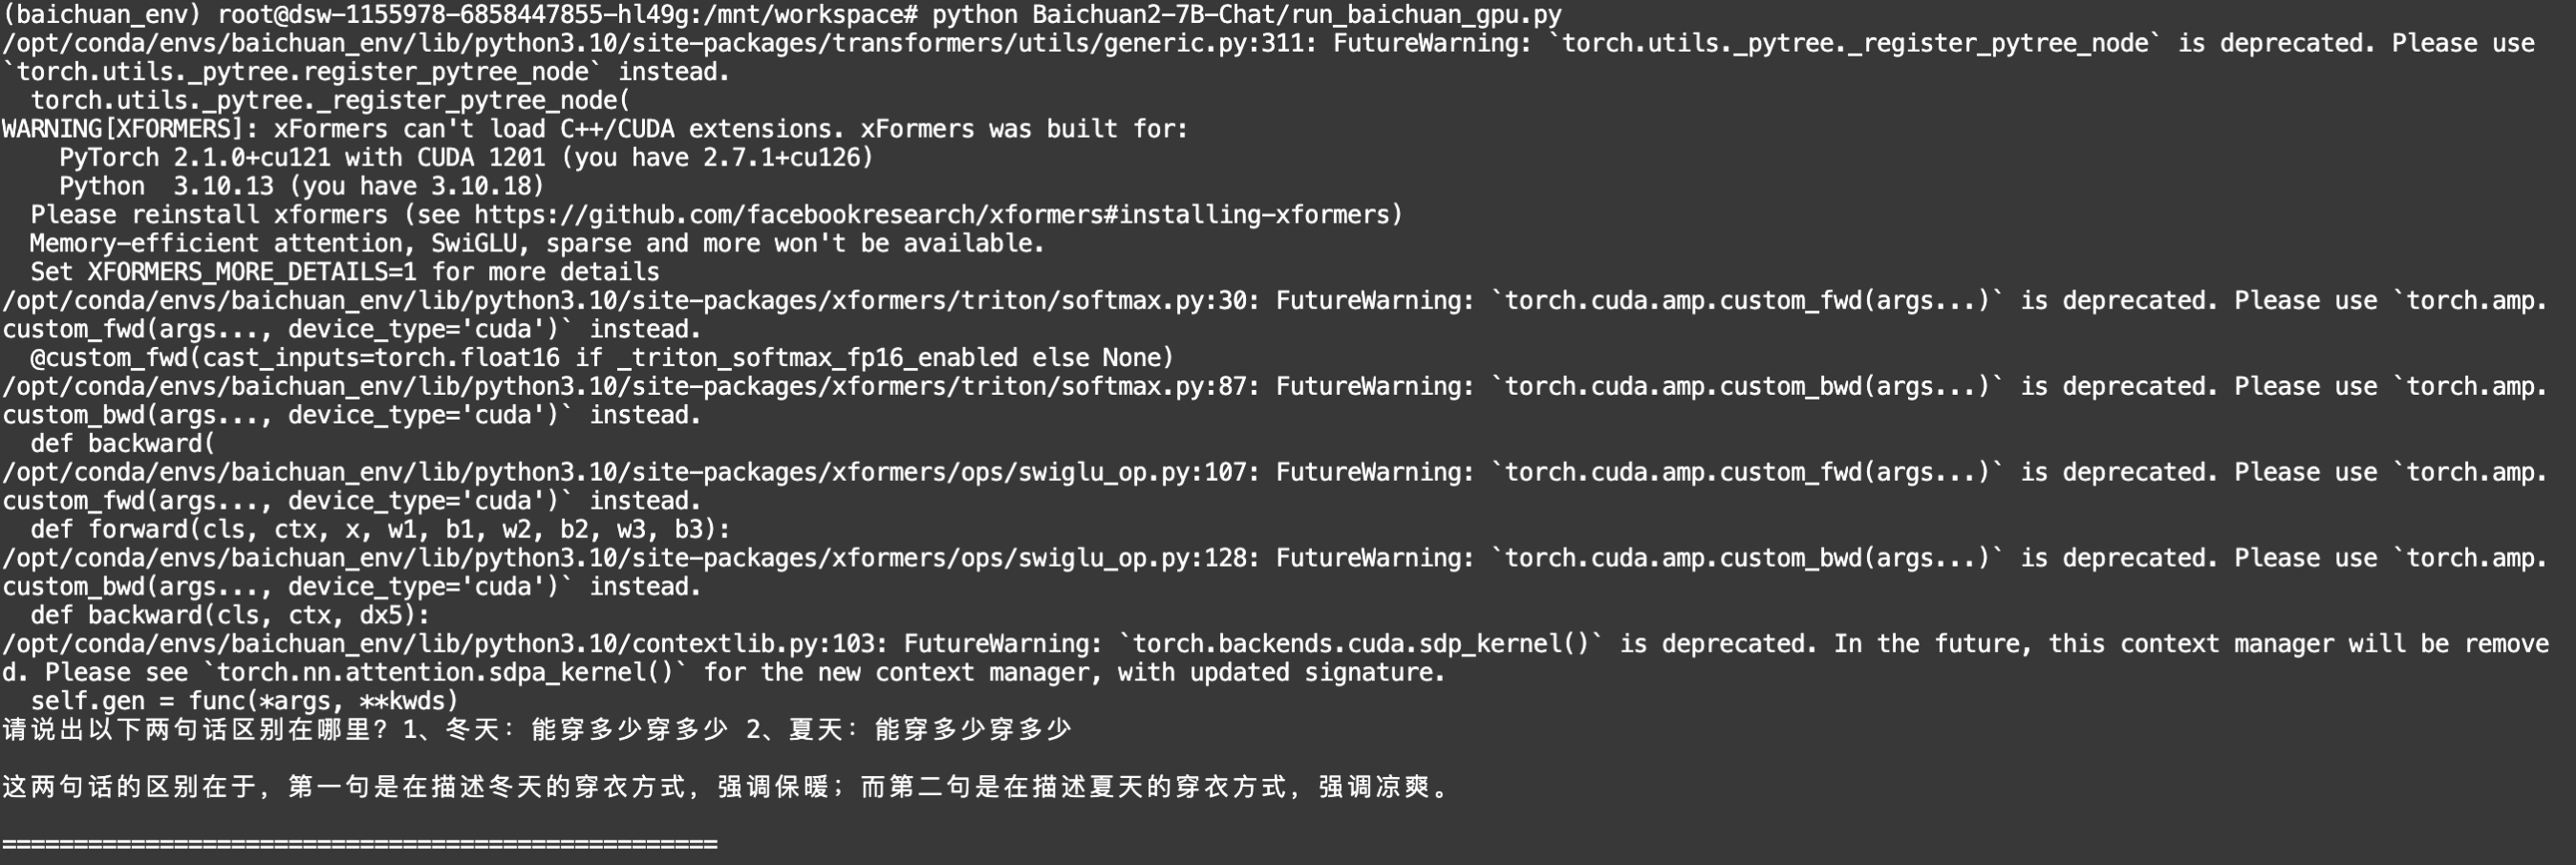 (baichuan_env) root@dsw-1155978-6858447855-hl49g:/mnt/workspace# python Baichuan2-7B-Chat/run_baichuan_gpu.py
/opt/conda/envs/baichuan_env/lib/python3.10/site-packages/transformers/utils/generic.py:311: FutureWarning: `torch.utils._pytree._register_pytree_node` is deprecated. Please use
`torch.utils._pytree.register_pytree_node` instead.
  torch.utils._pytree._register_pytree_node(
WARNING[XFORMERS]: xFormers can't load C++/CUDA extensions. xFormers was built for:
    PyTorch 2.1.0+cu121 with CUDA 1201 (you have 2.7.1+cu126)
    Python  3.10.13 (you have 3.10.18)
  Please reinstall xformers (see https://github.com/facebookresearch/xformers#installing-xformers)
  Memory-efficient attention, SwiGLU, sparse and more won't be available.
  Set XFORMERS_MORE_DETAILS=1 for more details
/opt/conda/envs/baichuan_env/lib/python3.10/site-packages/xformers/triton/softmax.py:30: FutureWarning: `torch.cuda.amp.custom_fwd(args...)` is deprecated. Please use `torch.amp.
custom_fwd(args..., device_type='cuda')` instead.
  @custom_fwd(cast_inputs=torch.float16 if _triton_softmax_fp16_enabled else None)
/opt/conda/envs/baichuan_env/lib/python3.10/site-packages/xformers/triton/softmax.py:87: FutureWarning: `torch.cuda.amp.custom_bwd(args...)` is deprecated. Please use `torch.amp.
custom_bwd(args..., device_type='cuda')` instead.
  def backward(
/opt/conda/envs/baichuan_env/lib/python3.10/site-packages/xformers/ops/swiglu_op.py:107: FutureWarning: `torch.cuda.amp.custom_fwd(args...)` is deprecated. Please use `torch.amp.
custom_fwd(args..., device_type='cuda')` instead.
  def forward(cls, ctx, x, w1, b1, w2, b2, w3, b3):
/opt/conda/envs/baichuan_env/lib/python3.10/site-packages/xformers/ops/swiglu_op.py:128: FutureWarning: `torch.cuda.amp.custom_bwd(args...)` is deprecated. Please use `torch.amp.
custom_bwd(args..., device_type='cuda')` instead.
  def backward(cls, ctx, dx5):
/opt/conda/envs/baichuan_env/lib/python3.10/contextlib.py:103: FutureWarning: `torch.backends.cuda.sdp_kernel()` is deprecated. In the future, this context manager will be remove
d. Please see `torch.nn.attention.sdpa_kernel()` for the new context manager, with updated signature.
  self.gen = func(*args, **kwds)
请说出以下两句话区别在哪里？1、冬天：能穿多少穿多少 2、夏天：能穿多少穿多少

这两句话的区别在于，第一句是在描述冬天的穿衣方式，强调保暖；而第二句是在描述夏天的穿衣方式，强调凉爽。

==================================================